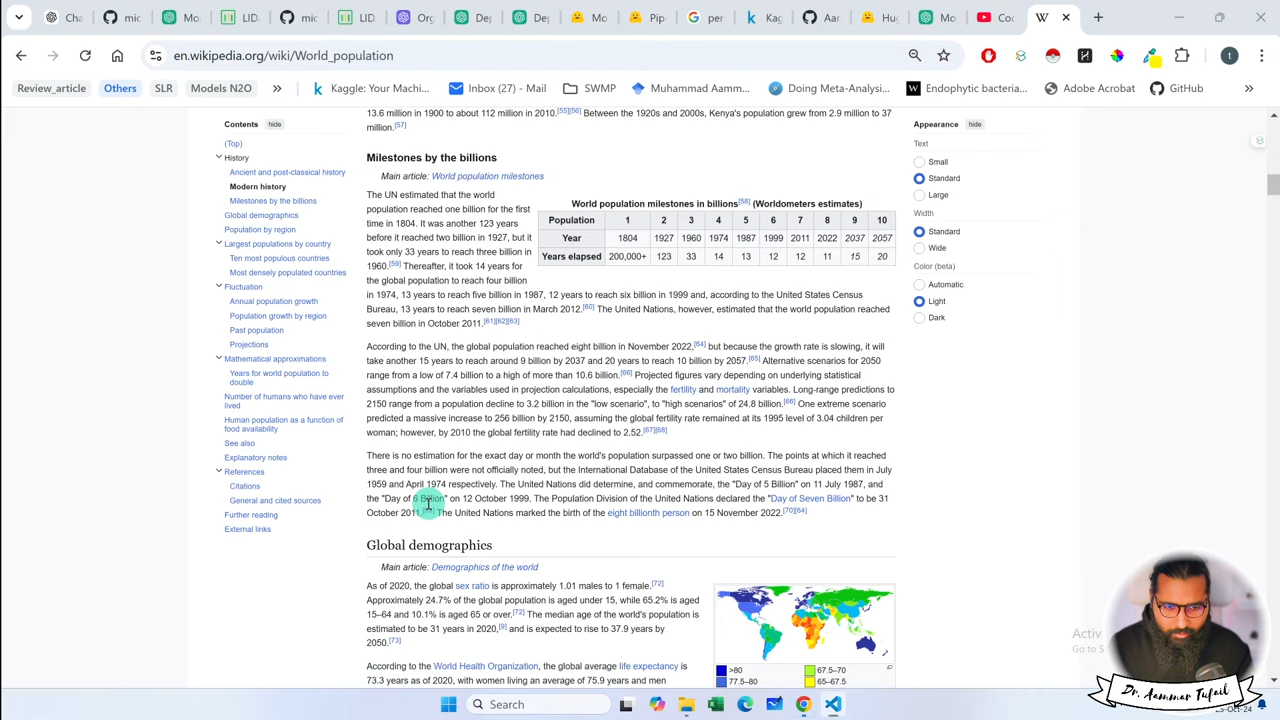 Co
Kag
Hu
Co
W
en.wikipedia.org/wiki/World_population
t
Review_article
Others
SLR
Kaggle: Your Machi...
Inbox (27) - Mail
SWMP
Muhammad Aamm...
Doing Meta-Analysi...
Endophytic bacteria...
Adobe Acrobat
GitHub
Contents hide
(Top)
History
Ancient and post-classical history
Modern history
Milestones by the billions
Global demographics
Population by region
Largest populations by country
Ten most populous countries
Most densely populated countries
Fluctuation
Annual population growth
Population growth by region
Past population
Projections
Mathematical approximations
Years for world population to
double
Number of humans who have ever
lived
Human population as a function of
food availability
See also
Explanatory notes
References
Citations
General and cited sources
Further reading
External links
13.6 million in 1900 to about 112 million in 2010.[55][56] Between the 1920s and 2000s, Kenya's population grew from 2.9 million to 37
million.[57]
Milestones by the billions
Main article: World population milestones
The UN estimated that the world
population reached one billion for the first
time in 1804. It was another 123 years
before it reached two billion in 1927, but it
took only 33 years to reach three billion in
1960.[59] Thereafter, it took 14 years for
the global population to reach four billion
in 1974, 13 years to reach five billion in 1987, 12 years to reach six billion in 1999 and, according to the United States Census
Bureau, 13 years to reach seven billion in March 2012.[60] The United Nations, however, estimated that the world population reached
seven billion in October 2011.[61][62][63]
World population milestones in billions[58] (Worldometers estimates)
Population 1 2 3 4 5 6 7 8 9 10
Year 1804 1927 1960 1974 1987 1999 2011 2022 2037 2057
Years elapsed 200,000+ 123 33 14 13 12 12 11 15 20
According to the UN, the global population reached eight billion in November 2022,[64] but because the growth rate is slowing, it will
take another 15 years to reach around 9 billion by 2037 and 20 years to reach 10 billion by 2057.[65] Alternative scenarios for 2050
range from a low of 7.4 billion to a high of more than 10.6 billion.[66] Projected figures vary depending on underlying statistical
assumptions and the variables used in projection calculations, especially the fertility and mortality variables. Long-range predictions to
2150 range from a population decline to 3.2 billion in the "low scenario", to "high scenarios" of 24.8 billion.[66] One extreme scenario
predicted a massive increase to 256 billion by 2150, assuming the global fertility rate remained at its 1995 level of 3.04 children per
woman; however, by 2010 the global fertility rate had declined to 2.52.[67][68]
There is no estimation for the exact day or month the world's population surpassed one or two billion. The points at which it reached
three and four billion were not officially noted, but the International Database of the United States Census Bureau placed them in July
1959 and April 1974 respectively. The United Nations did determine, and commemorate, the "Day of 5 Billion" on 11 July 1987, and
the "Day of 6 Billion" on 12 October 1999. The Population Division of the United Nations declared the "Day of Seven Billion" to be 31
October 2011. The United Nations marked the birth of the eight billionth person on 15 November 2022.[70][64]
Global demographics
Main article: Demographics of the world
As of 2020, the global sex ratio is approximately 1.01 males to 1 female.[72]
Approximately 24.7% of the global population is aged under 15, while 65.2% is aged
15–64 and 10.1% is aged 65 or over.[72] The median age of the world's population is
estimated to be 31 years in 2020,[9] and is expected to rise to 37.9 years by
2050.[73]
According to the World Health Organization, the global average life expectancy is
73.3 years as of 2020, with women living an average of 75.9 years and men
>80
77.5–80
67.5–70
65–67.5
Appearance hide
Text
Small
Standard
Large
Width
Standard
Wide
Color (beta)
Automatic
Light
Dark
Activ
Go to S
Search
Dr. Aammar Tufail